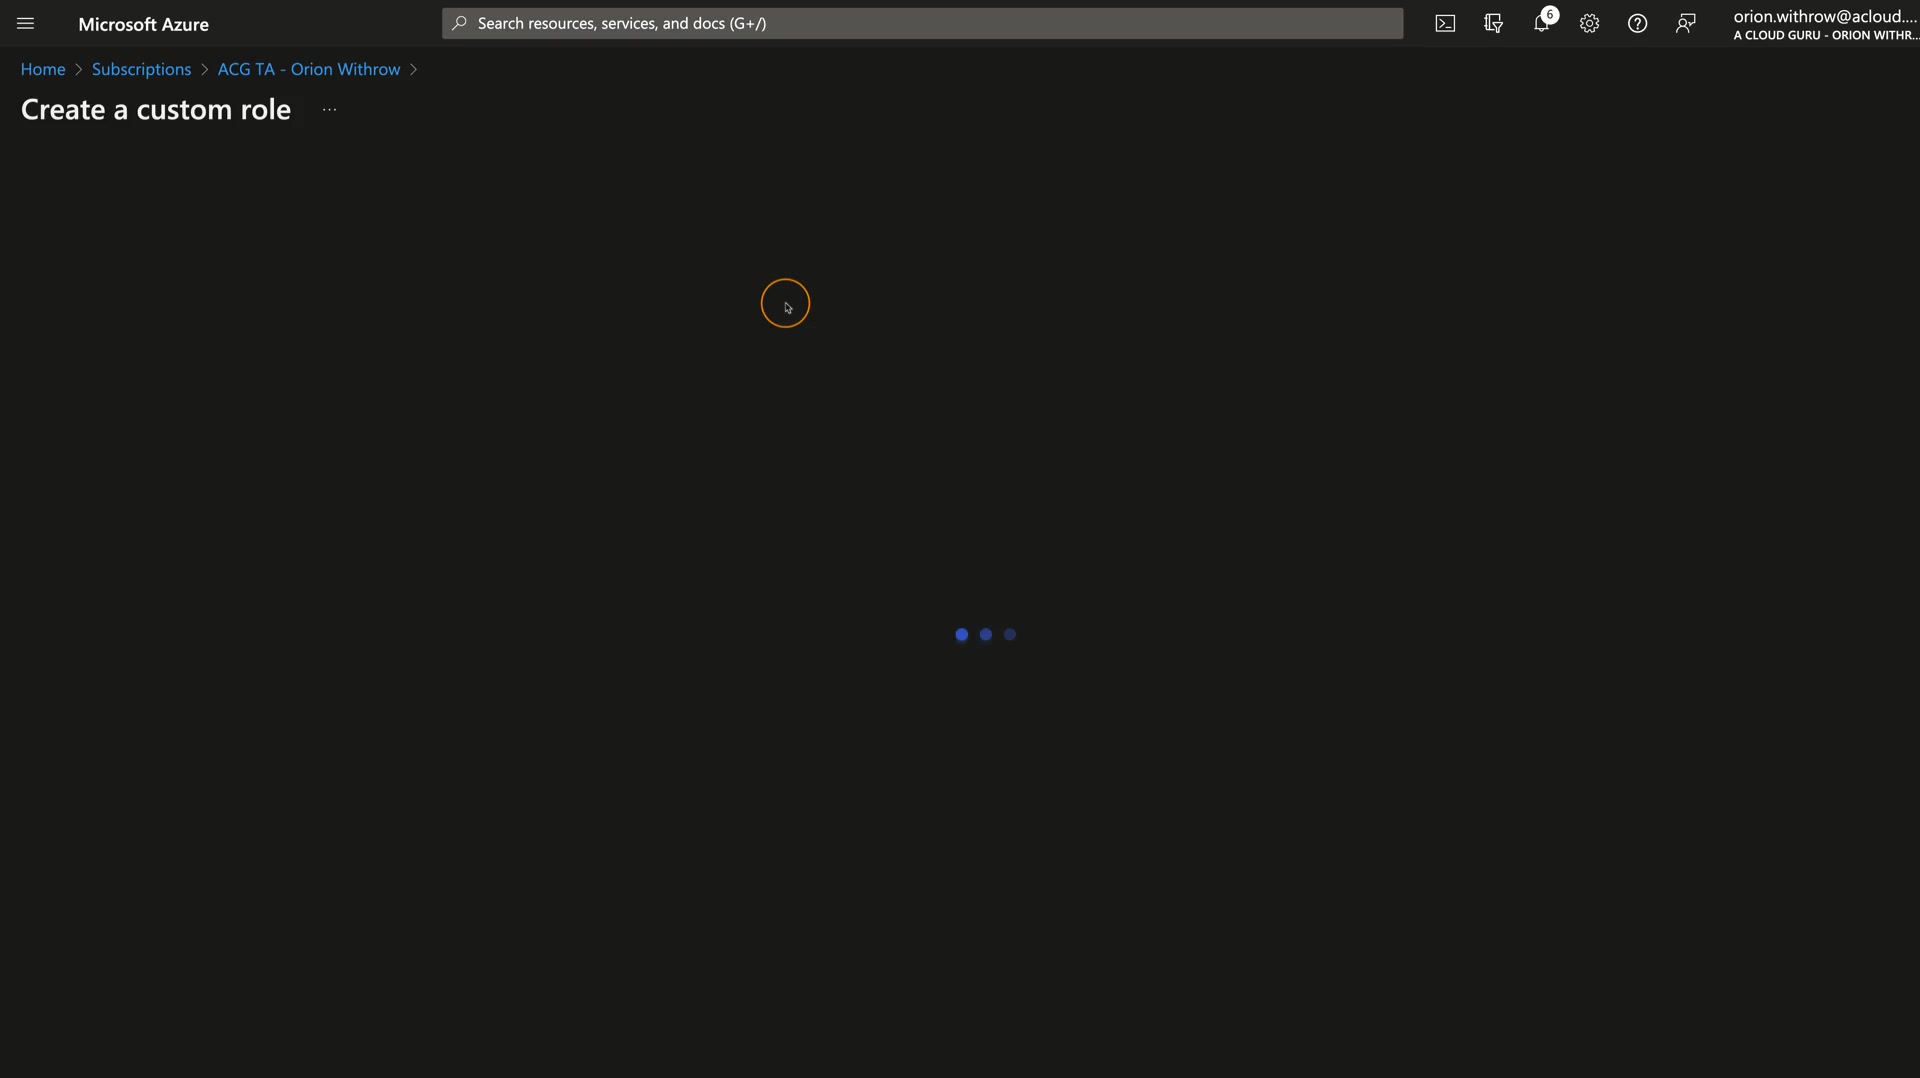 Microsoft Azure
Search resources, services, and docs (G+/)
6
orion.withrow@acloud....
A CLOUD GURU - ORION WITHR...
Home > Subscriptions > ACG TA - Orion Withrow >
Create a custom role ...